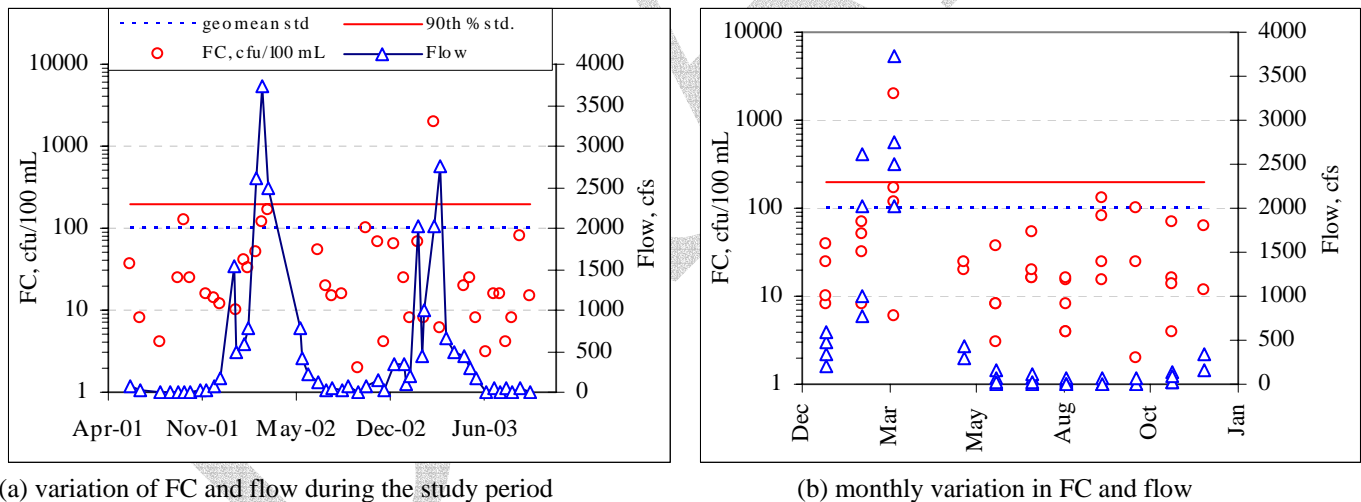 geomean std
90th % std.
FC, cfu/100 mL
Flow
10000
1000
100
10
1
FC, cfu/100 mL
4000
3500
3000
2500
2000
1500
1000
500
0
Flow, cfs
Apr-01
Nov-01
May-02
Dec-02
Jun-03
(a) variation of FC and flow during the study period
10000
1000
100
10
1
FC, cfu/100 mL
4000
3500
3000
2500
2000
1500
1000
500
0
Flow, cfs
Dec
Mar
May
Aug
Oct
Jan
(b) monthly variation in FC and flow